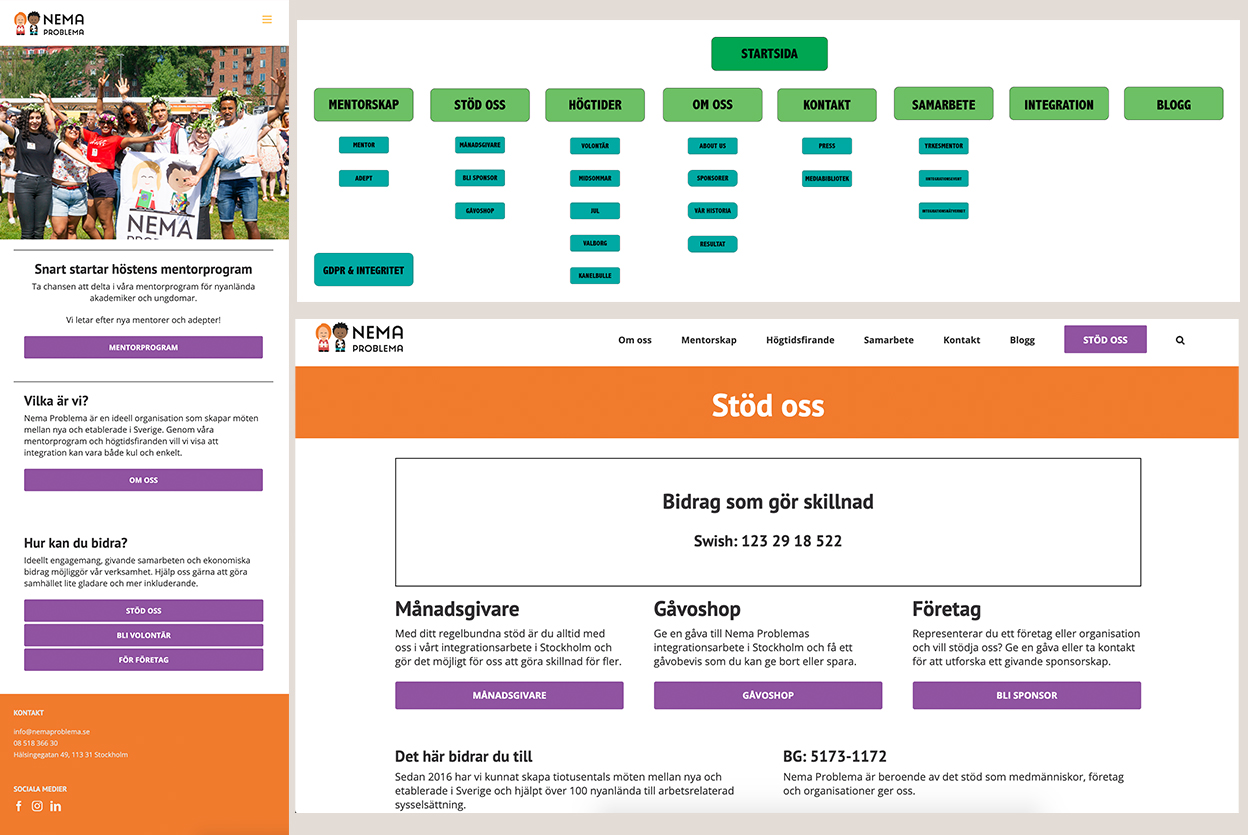 NEMA
PROBLEMA
NEMA
Snart startar höstens mentorprogram
Ta chansen att delta i våra mentorprogram för nyanlända
akademiker och ungdomar.
Vi letar efter nya mentorer och adepter!
MENTORPROGRAM
Vilka är vi?
Nema Problema är en ideell organisation som skapar möten
mellan nya och etablerade i Sverige. Genom våra
mentorprogram och högtidsfiranden vill vi visa att
integration kan vara både kul och enkelt.
OM OSS
Hur kan du bidra?
Ideellt engagemang, givande samarbeten och ekonomiska
bidrag möjliggör vår verksamhet. Hjälp oss gärna att göra
samhället lite gladare och mer inkluderande.
STÖD OSS
BLI VOLONTÄR
FÖR FÖRETAG
KONTAKT
info@nemaproblema.se
08 518 366 30
Hälsingegatan 49, 113 31 Stockholm
SOCIALA MEDIER
STARTSIDA
MENTORSKAP STÖD OSS HÖGTIDER OM OSS KONTAKT SAMARBETE INTEGRATION BLOGG
MENTOR MÅNADSGIVARE VOLONTÄR ABOUT US PRESS YRKESMENTOR
ADEPT BLI SPONSOR MIDSOMMAR SPONSORER MEDIABIBLIOTEK
GÅVOSHOP JUL VÅR HISTORIA
VALBORG RESULTAT
GDPR & INTEGRITET KANELBULLE
NEMA
PROBLEMA
Om oss Mentorskap Högtidsfirande Samarbete Kontakt Blogg STÖD OSS
Stöd oss
Bidrag som gör skillnad
Swish: 123 29 18 522
Månadsgivare
Med ditt regelbundna stöd är du alltid med
oss i vårt integrationsarbete i Stockholm och
gör det möjligt för oss att göra skillnad för fler.
MÅNADSGIVARE
Gåvoshop
Ge en gåva till Nema Problemas
integrationsarbete i Stockholm och få ett
gåvobevis som du kan ge bort eller spara.
GÅVOSHOP
Företag
Representerar du ett företag eller organisation
och vill stödja oss? Ge en gåva eller ta kontakt
för att utforska ett givande sponsorskap.
BLI SPONSOR
Det här bidrar du till
Sedan 2016 har vi kunnat skapa tiotusentals möten mellan nya och
etablerade i Sverige och hjälpt över 100 nyanlända till arbetsrelaterad
sysselsättning.
BG: 5173-1172
Nema Problema är beroende av det stöd som medmänniskor, företag
och organisationer ger oss.